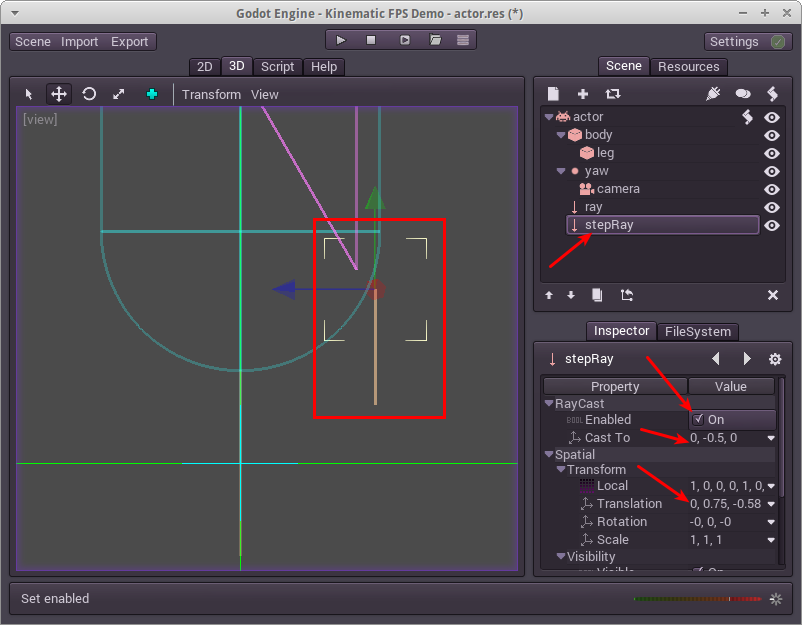 Godot Engine - Kinematic FPS Demo - actor.res (*)
Scene Import Export
Settings
2D 3D Script Help
Scene Resources
Transform View
[view]
actor
body
leg
yaw
camera
ray
stepRay
Inspector FileSystem
stepRay
Property Value
RayCast
BOOL Enabled On
Cast To 0, -0.5, 0
Spatial
Transform
Local 1, 0, 0, 0, 1, 0,
Translation 0, 0.75, -0.58
Rotation -0, 0, -0
Scale 1, 1, 1
Visibility
Visible On
Set enabled